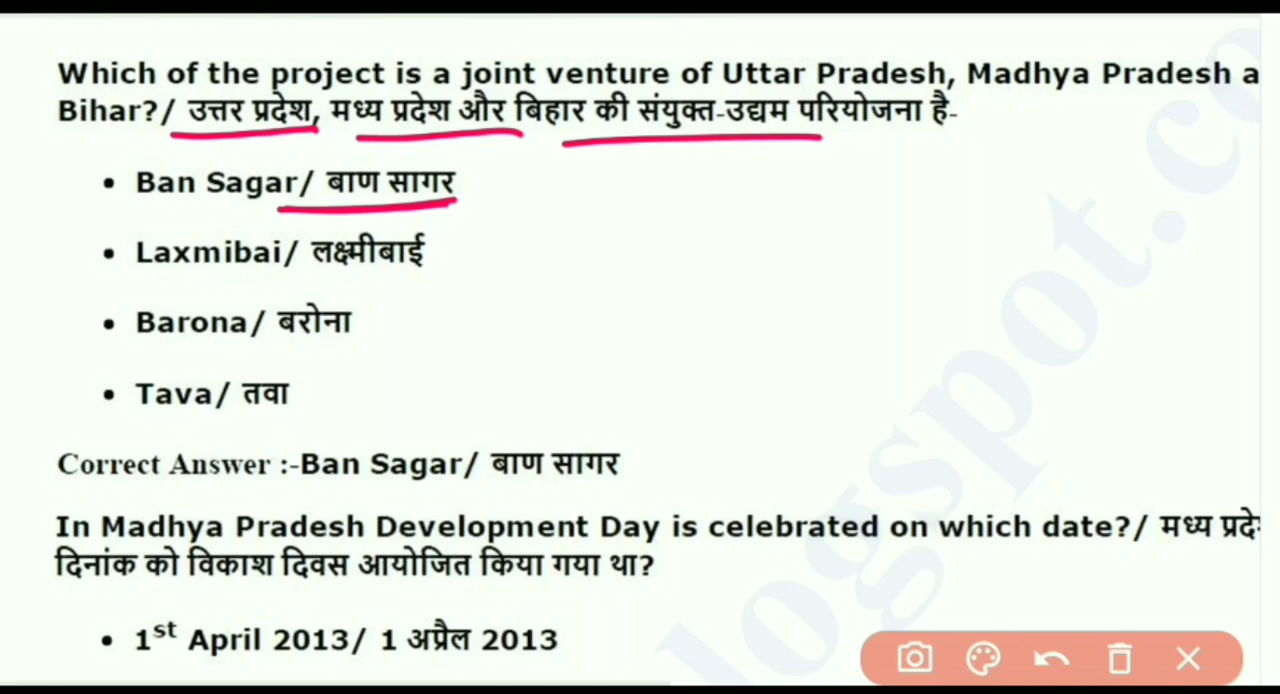 Which of the project is a joint venture of Uttar Pradesh, Madhya Pradesh a
Bihar?/ उत्तर प्रदेश, मध्य प्रदेश और बिहार की संयुक्त-उद्यम परियोजना है-
• Ban Sagar/ बाण सागर
• Laxmibai/ लक्ष्मीबाई
• Barona/ बरोना
• Tava/ तवा
Correct Answer :-Ban Sagar/ बाण सागर
In Madhya Pradesh Development Day is celebrated on which date?/ मध्य प्रदे
दिनांक को विकाश दिवस आयोजित किया गया था?
• 1st April 2013/ 1 अप्रैल 2013
logspot.co